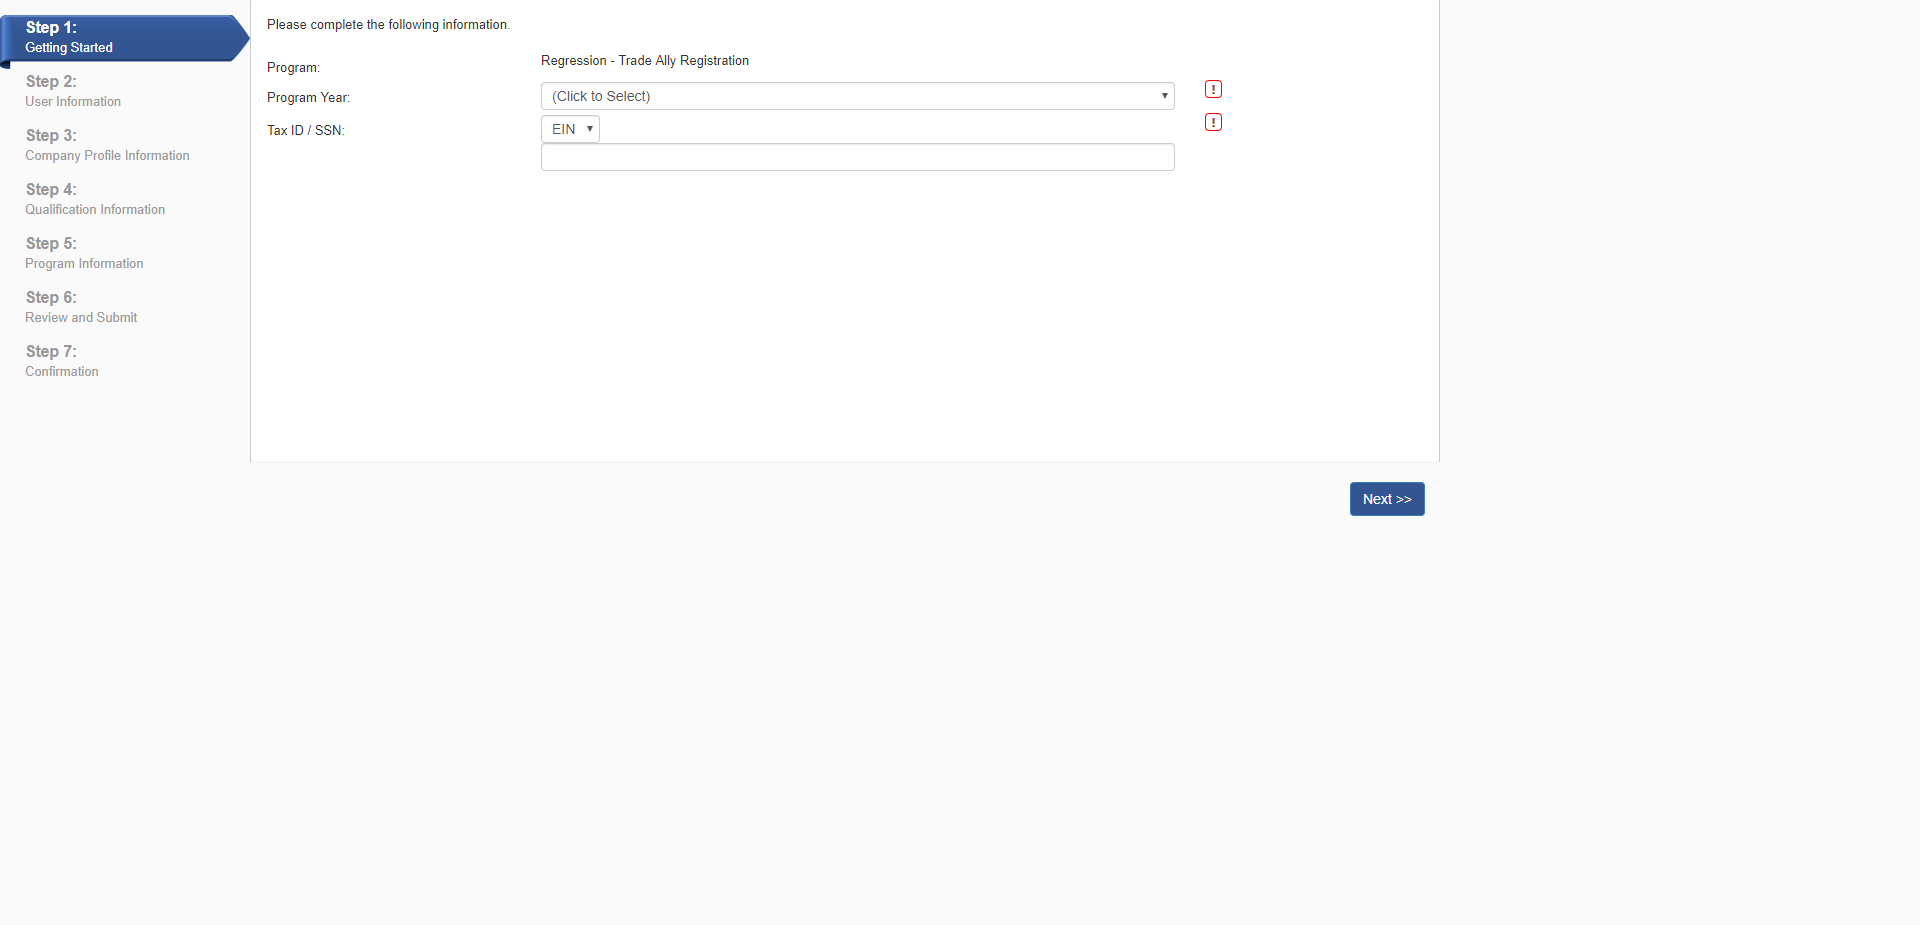 Step 1:
Getting Started
Step 2:
User Information
Step 3:
Company Profile Information
Step 4:
Qualification Information
Step 5:
Program Information
Step 6:
Review and Submit
Step 7:
Confirmation
Please complete the following information.
Program:
Regression - Trade Ally Registration
Program Year:
(Click to Select)
!
Tax ID / SSN:
EIN
!
Next >>